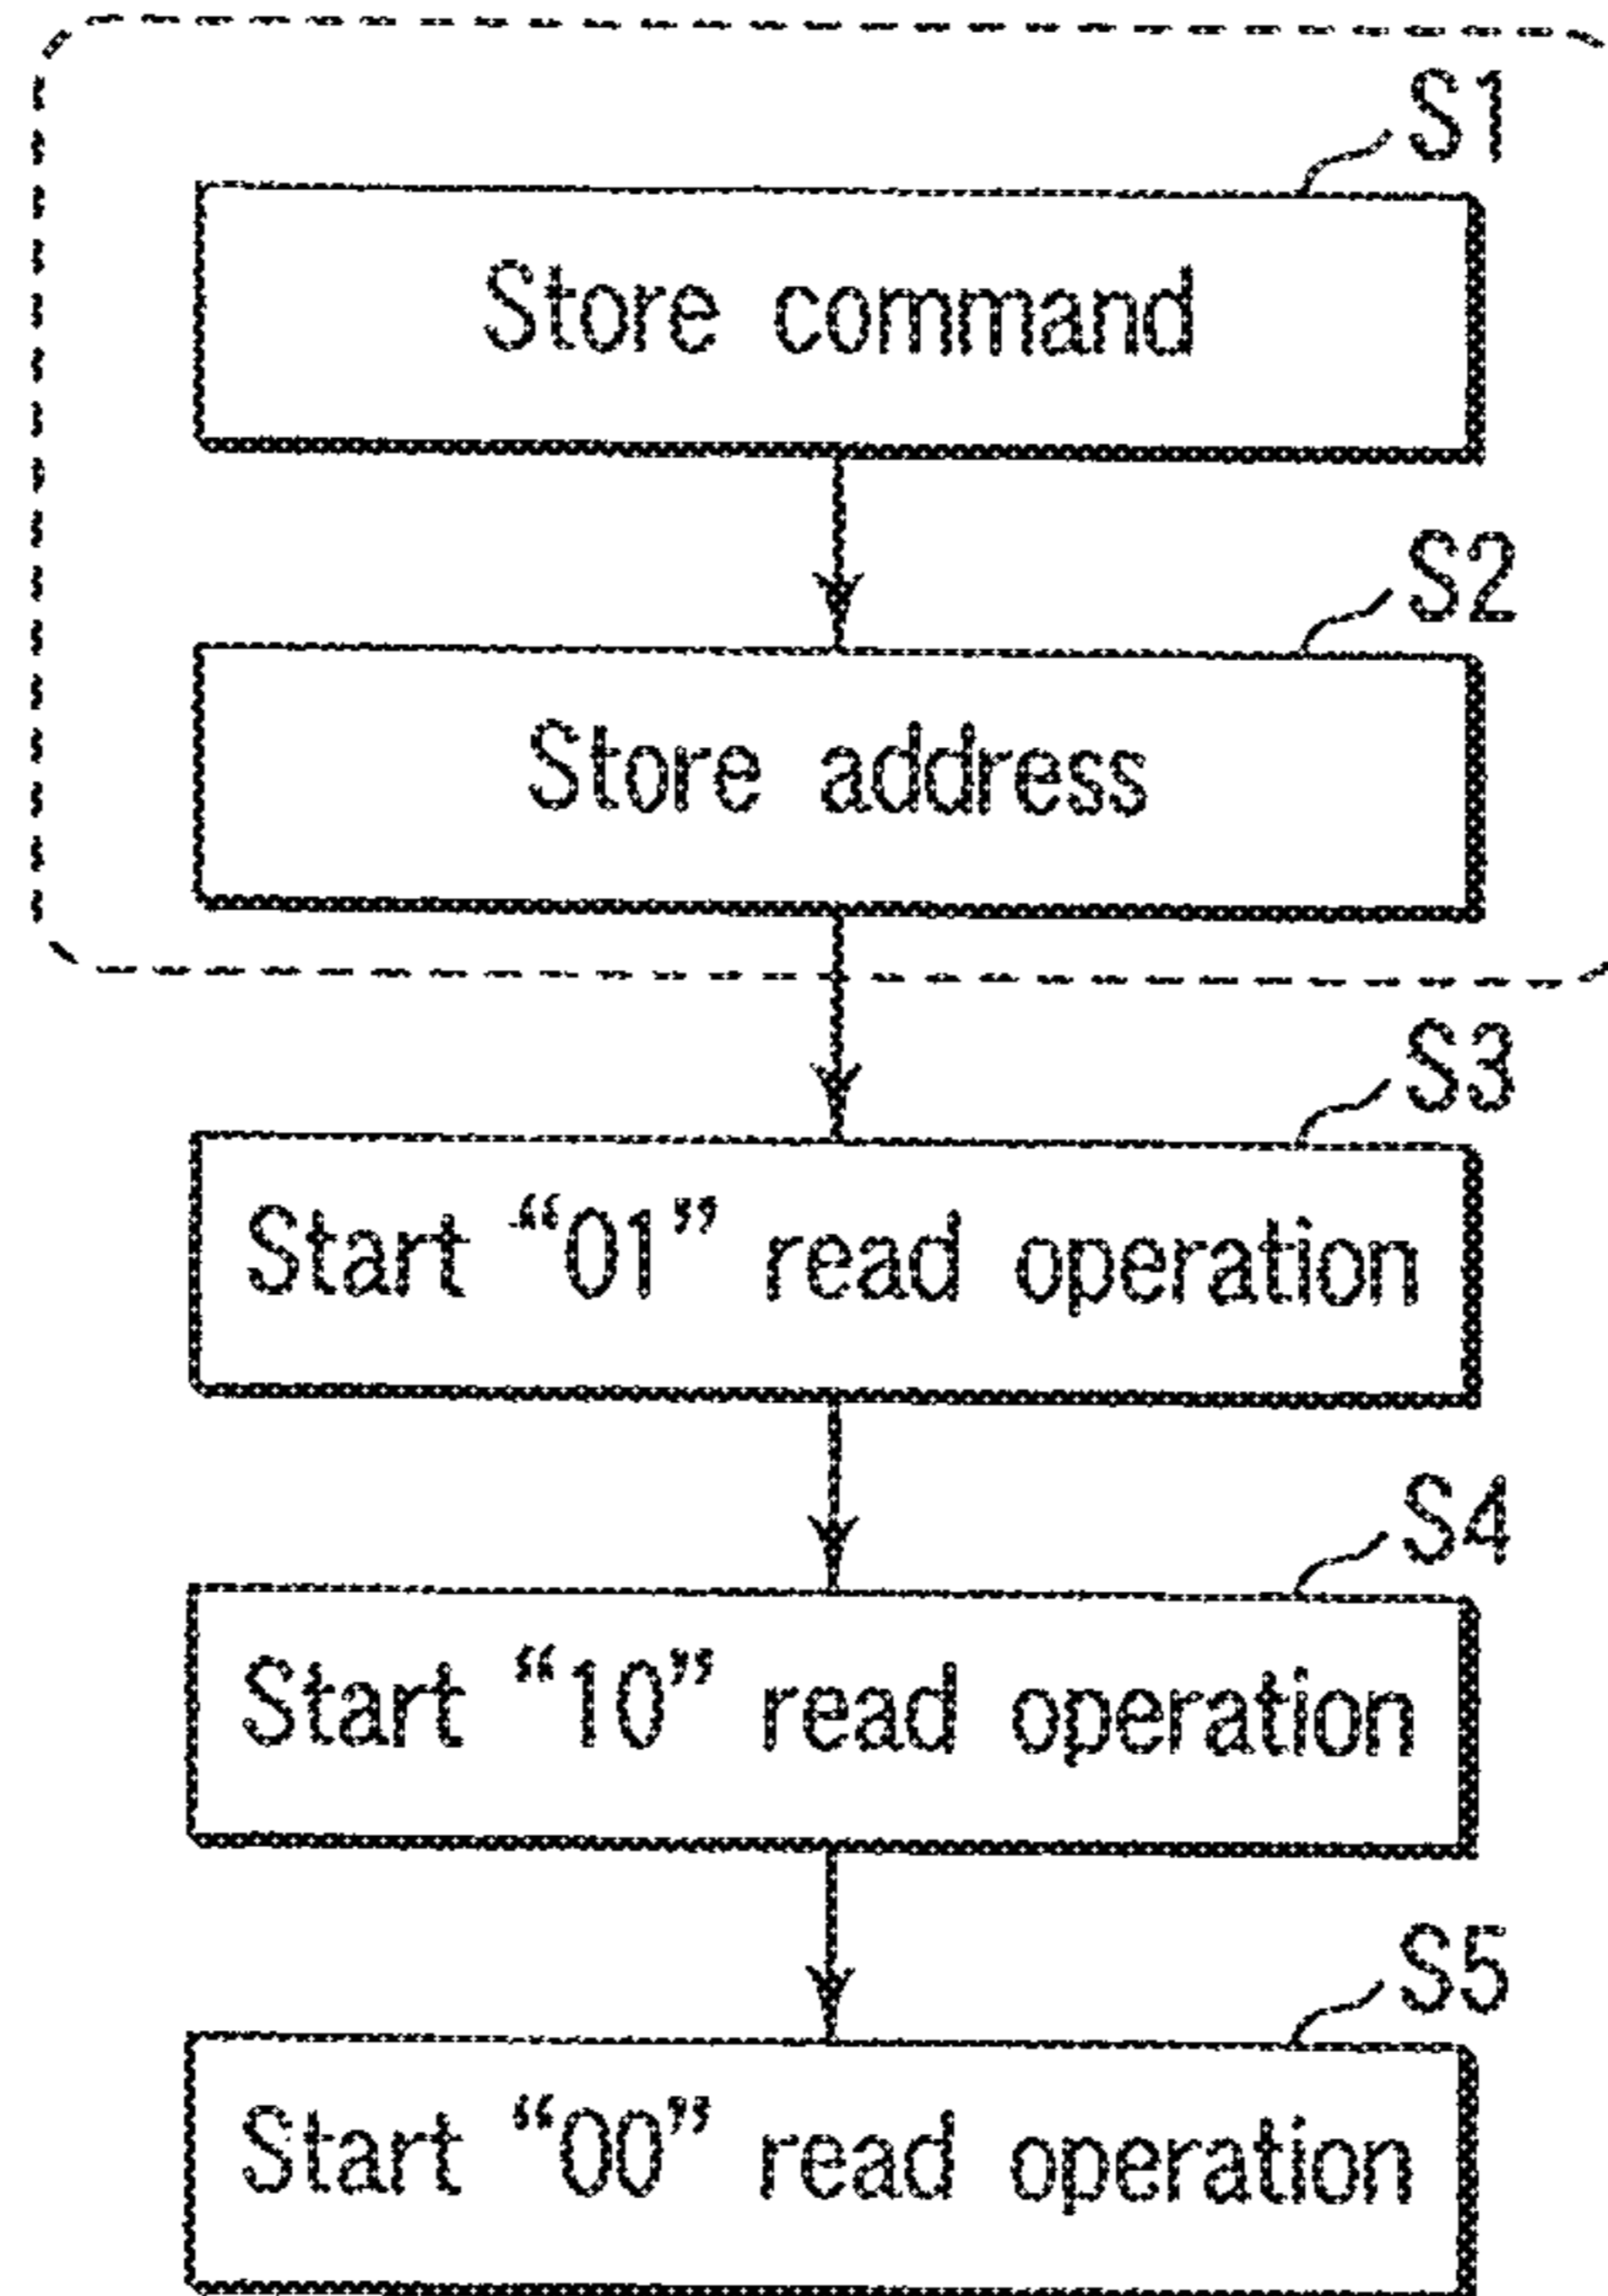 S1
Store command
S2
Store address
S3
Start “01” read operation
S4
Start “10” read operation
S5
Start “00” read operation